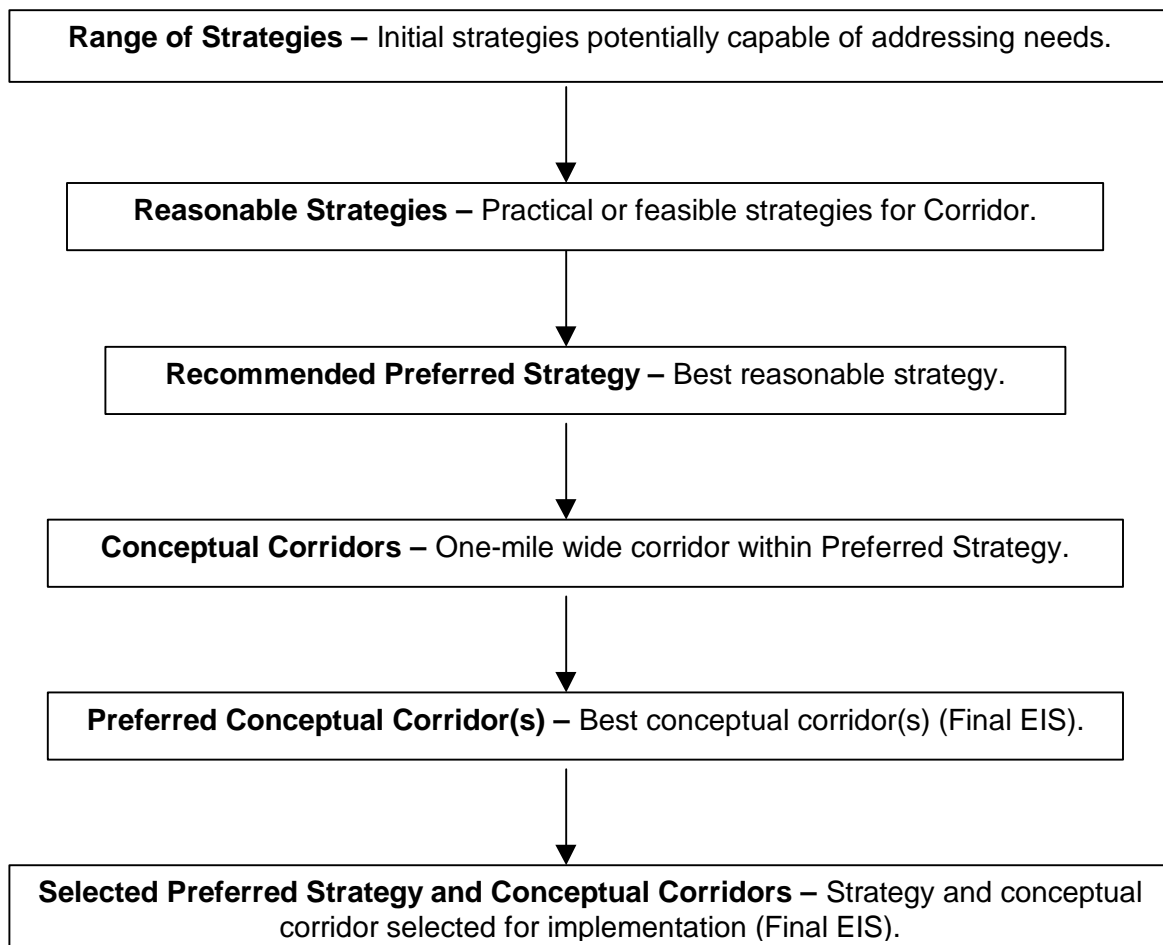 Range of Strategies – Initial strategies potentially capable of addressing needs.
Reasonable Strategies – Practical or feasible strategies for Corridor.
Recommended Preferred Strategy – Best reasonable strategy.
Conceptual Corridors – One-mile wide corridor within Preferred Strategy.
Preferred Conceptual Corridor(s) – Best conceptual corridor(s) (Final EIS).
Selected Preferred Strategy and Conceptual Corridors – Strategy and conceptual
corridor selected for implementation (Final EIS).